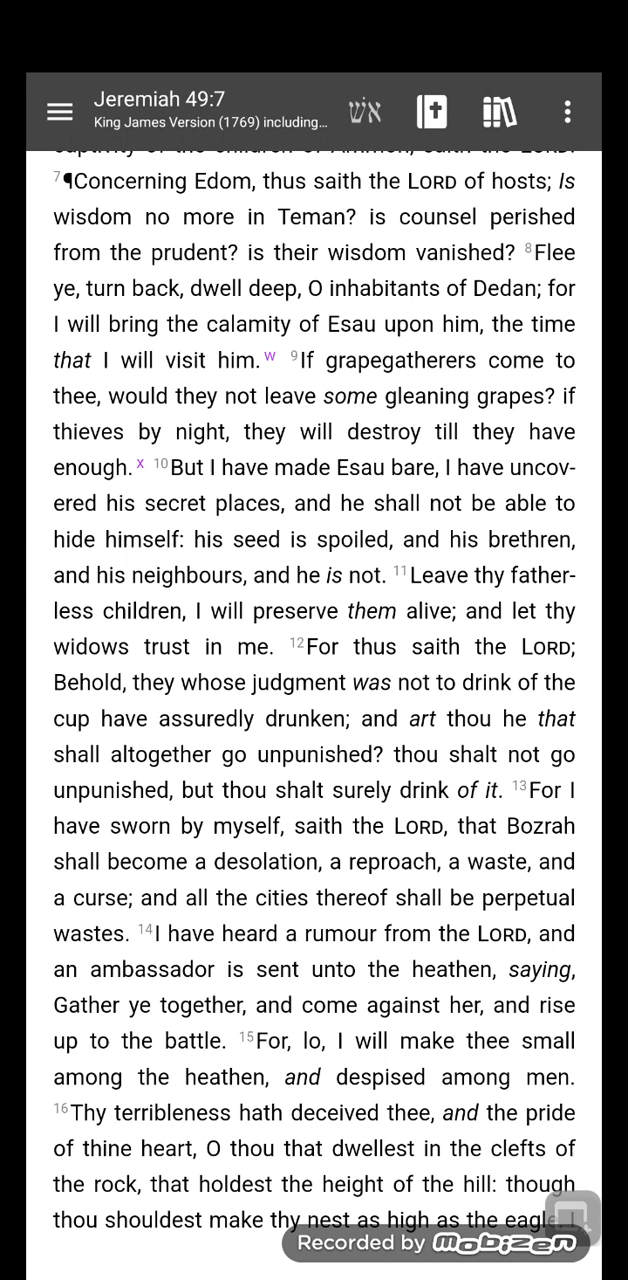 Jeremiah 49:7
King James Version (1769) including...
אש
captivity of the children of Ammon, saith the LORD.
7¶Concerning Edom, thus saith the LORD of hosts; Is
wisdom no more in Teman? is counsel perished
from the prudent? is their wisdom vanished? 8Flee
ye, turn back, dwell deep, O inhabitants of Dedan; for
I will bring the calamity of Esau upon him, the time
that I will visit him.w 9If grapegatherers come to
thee, would they not leave some gleaning grapes? if
thieves by night, they will destroy till they have
enough.x 10But I have made Esau bare, I have uncov-
ered his secret places, and he shall not be able to
hide himself: his seed is spoiled, and his brethren,
and his neighbours, and he is not. 11Leave thy father-
less children, I will preserve them alive; and let thy
widows trust in me. 12For thus saith the LORD;
Behold, they whose judgment was not to drink of the
cup have assuredly drunken; and art thou he that
shall altogether go unpunished? thou shalt not go
unpunished, but thou shalt surely drink of it. 13For I
have sworn by myself, saith the LORD, that Bozrah
shall become a desolation, a reproach, a waste, and
a curse; and all the cities thereof shall be perpetual
wastes. 14I have heard a rumour from the LORD, and
an ambassador is sent unto the heathen, saying,
Gather ye together, and come against her, and rise
up to the battle. 15For, lo, I will make thee small
among the heathen, and despised among men.
16Thy terribleness hath deceived thee, and the pride
of thine heart, O thou that dwellest in the clefts of
the rock, that holdest the height of the hill: though
thou shouldest make thy nest as high as the eagle, I
Recorded by mobizen